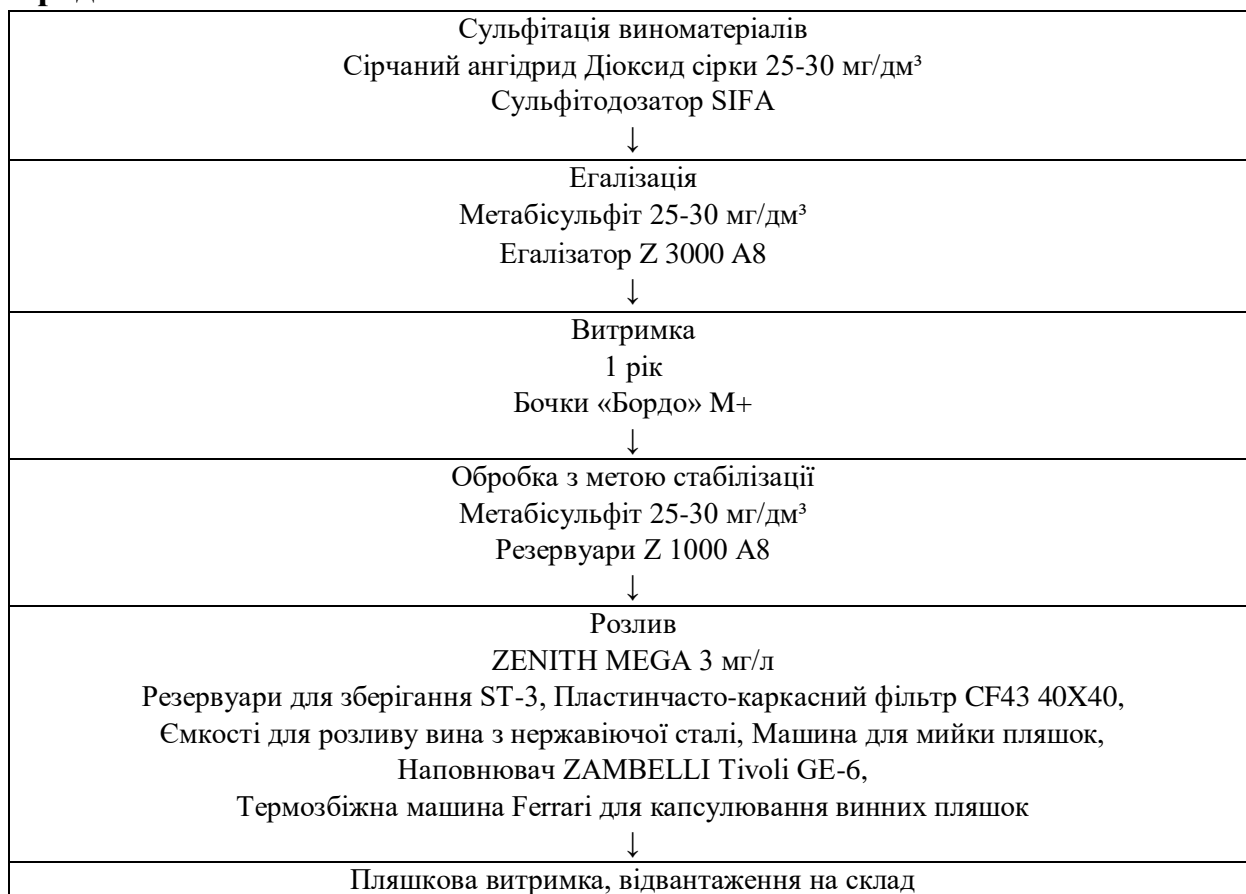 Сульфітація виноматеріалів
Сірчаний ангідрид Діоксид сірки 25-30 мг/дм³
Сульфітодозатор SIFA
↓
Егалізація
Метабісульфіт 25-30 мг/дм³
Егалізатор Z 3000 А8
↓
Витримка
1 рік
Бочки «Бордо» М+
↓
Обробка з метою стабілізації
Метабісульфіт 25-30 мг/дм³
Резервуари Z 1000 А8
↓
Розлив
ZENITH MEGA 3 мг/л
Резервуари для зберігання ST-3, Пластинчасто-каркасний фільтр CF43 40X40,
Ємкості для розливу вина з нержавіючої сталі, Машина для мийки пляшок,
Наповнювач ZAMBELLI Tivoli GE-6,
Термозбіжна машина Ferrari для капсулювання винних пляшок
↓
Пляшкова витримка, відвантаження на склад